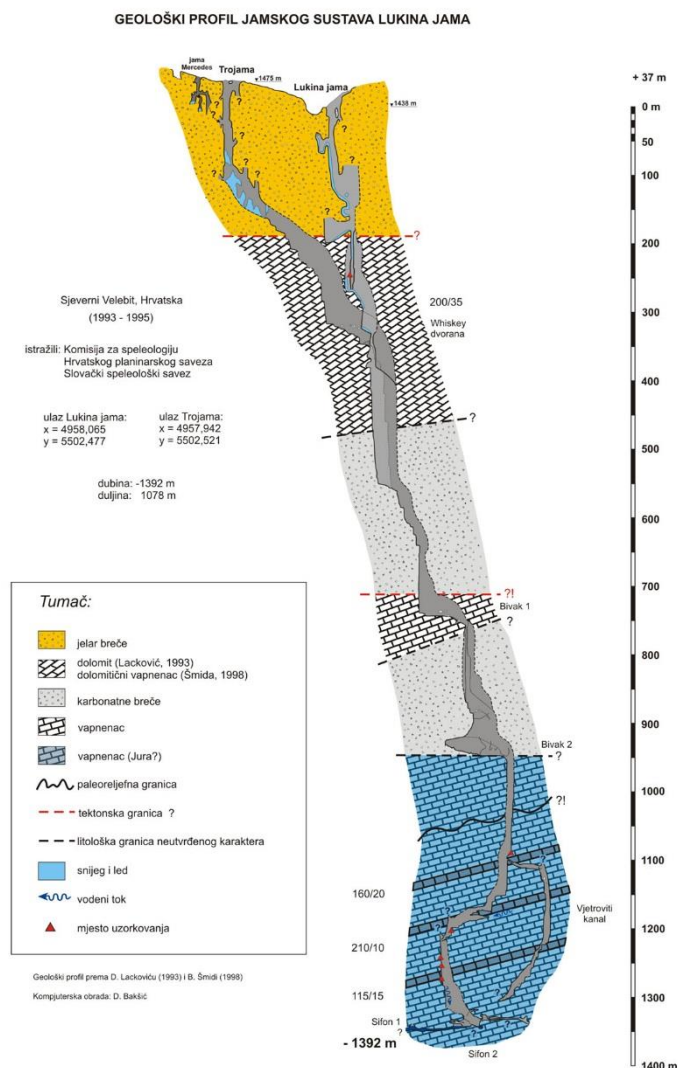 GEOLOŠKI PROFIL JAMSKOG SUSTAVA LUKINA JAMA
jama
Mercedes
Trojama
1475 m
Lukina jama
1438 m
+ 37 m
0 m
50
100
200
300
400
500
600
700
800
900
1000
1100
1200
1300
1400 m
?
?
?
?
?
?
?
?
?
200/35
Whiskey
dvorana
Sjeverni Velebit, Hrvatska
(1993 - 1995)
istražili: Komisija za speleologiju
Hrvatskog planinarskog saveza
Slovački speleološki savez
ulaz Lukina jama:
x = 4958,065
y = 5502,477
ulaz Trojama:
x = 4957,942
y = 5502,521
dubina: -1392 m
duljina: 1078 m
?
?!
Bivak 1
?
Bivak 2
?
?!
?
160/20
Vjetroviti
kanal
?
?
210/10
115/15
?
Sifon 1
?
?
- 1392 m
Sifon 2
Tumač:
jelar breče
dolomit (Lacković, 1993)
dolomitični vapnenac (Šmida, 1998)
karbonatne breče
vapnenac
vapnenac (Jura?)
paleoreljefna granica
tektonska granica ?
litološka granica neutvrđenog karaktera
snijeg i led
vodeni tok
mjesto uzorkovanja
Geološki profil prema D. Lackoviću (1993) i B. Šmidi (1998)
Kompjuterska obrada: D. Bakšić